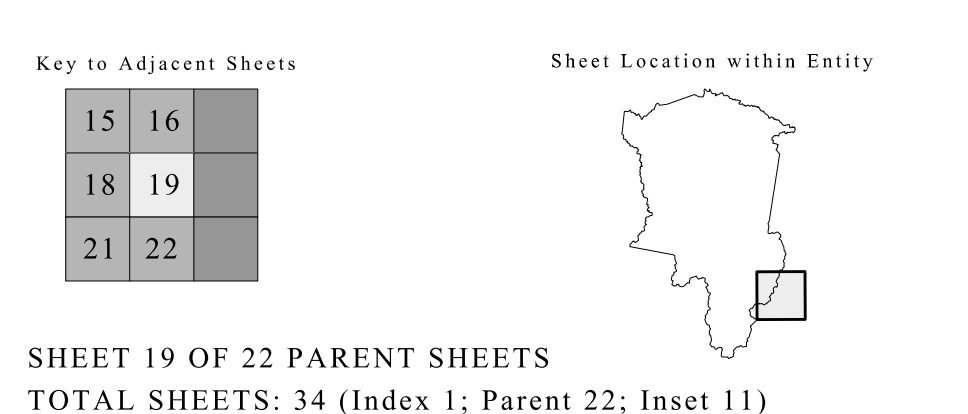 Key to Adjacent Sheets
Sheet Location within Entity
15 16
18 19
21 22
SHEET 19 OF 22 PARENT SHEETS
TOTAL SHEETS: 34 (Index 1; Parent 22; Inset 11)